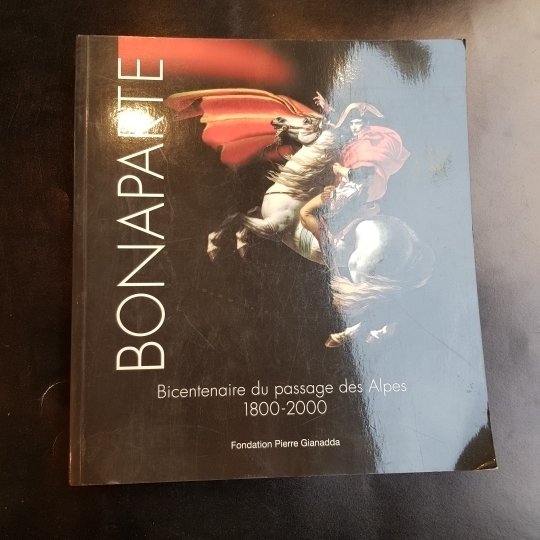 BONAPARTE
Bicentenaire du passage des Alpes
1800-2000
Fondation Pierre Gianadda